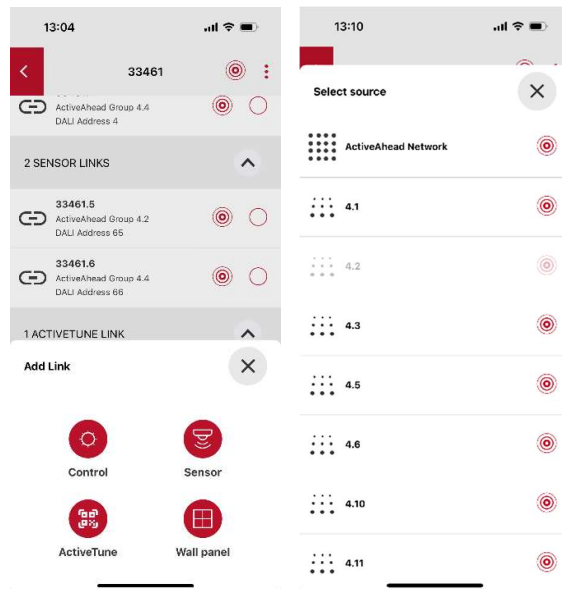 13:04
33461
ActiveAhead Group 4.4
DALI Address 4
2 SENSOR LINKS
33461.5
ActiveAhead Group 4.2
DALI Address 65
33461.6
ActiveAhead Group 4.4
DALI Address 66
1 ACTIVETUNE LINK
Add Link
Control
Sensor
ActiveTune
Wall panel
13:10
Select source
ActiveAhead Network
4.1
4.2
4.3
4.5
4.6
4.10
4.11